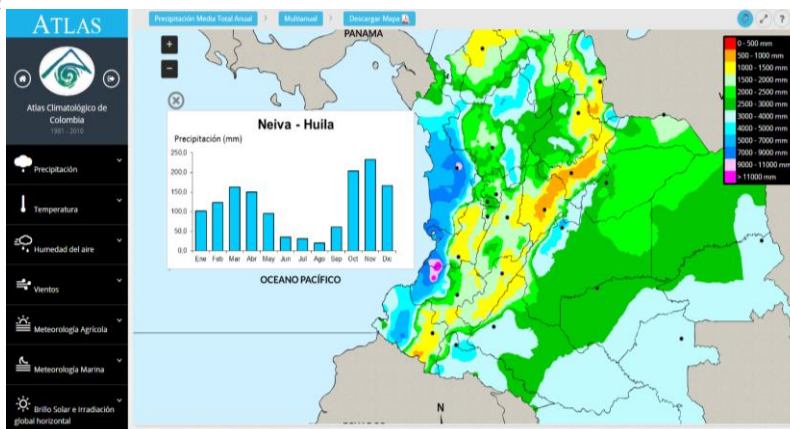 ATLAS
Atlas Climatológico de
Colombia
1981 - 2010
Precipitación
Temperatura
Humedad del aire
Vientos
Meteorología Agrícola
Meteorología Marina
Brillo Solar e Irradiación
global horizontal
Precipitación Media Total Anual
Multianual
Descargar Mapa
?
PANAMA
+
−
Neiva - Huila
Precipitación (mm)
250,0
200,0
150,0
100,0
50,0
0,0
Ene Feb Mar Abr May Jun Jul Ago Sep Oct Nov Dic
OCEANO PACÍFICO
0 - 500 mm
500 - 1000 mm
1000 - 1500 mm
1500 - 2000 mm
2000 - 2500 mm
2500 - 3000 mm
3000 - 4000 mm
4000 - 5000 mm
5000 - 7000 mm
7000 - 9000 mm
9000 - 11000 mm
> 11000 mm
V
N